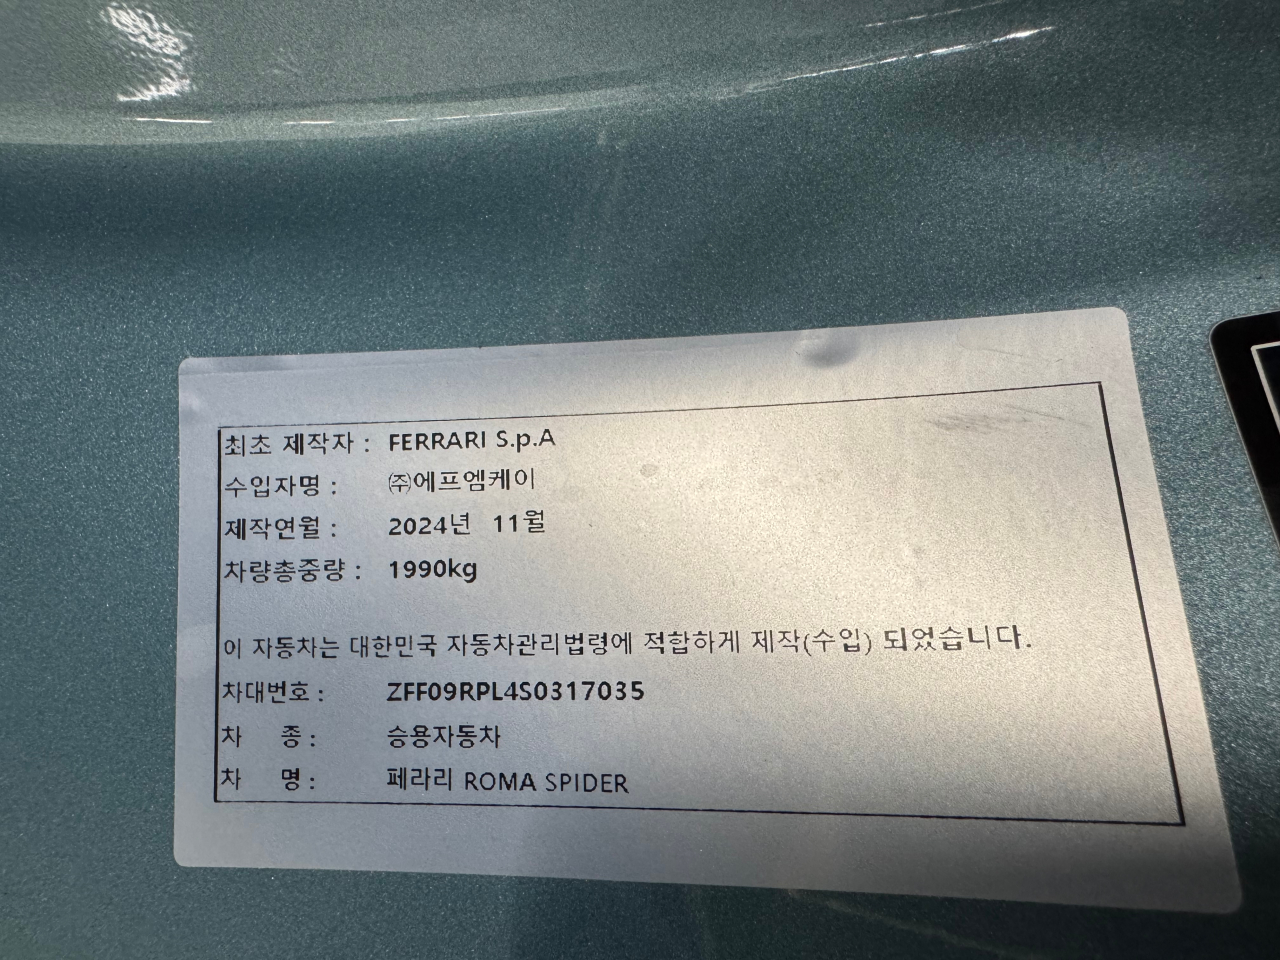 최초 제작자 : FERRARI S.p.A
수입자명 : ㈜에프엠케이
제작연월 : 2024년 11월
차량총중량 : 1990kg
이 자동차는 대한민국 자동차관리법령에 적합하게 제작(수입) 되었습니다.
차대번호 : ZFF09RPL4S0317035
차 종 : 승용자동차
차 명 : 페라리 ROMA SPIDER